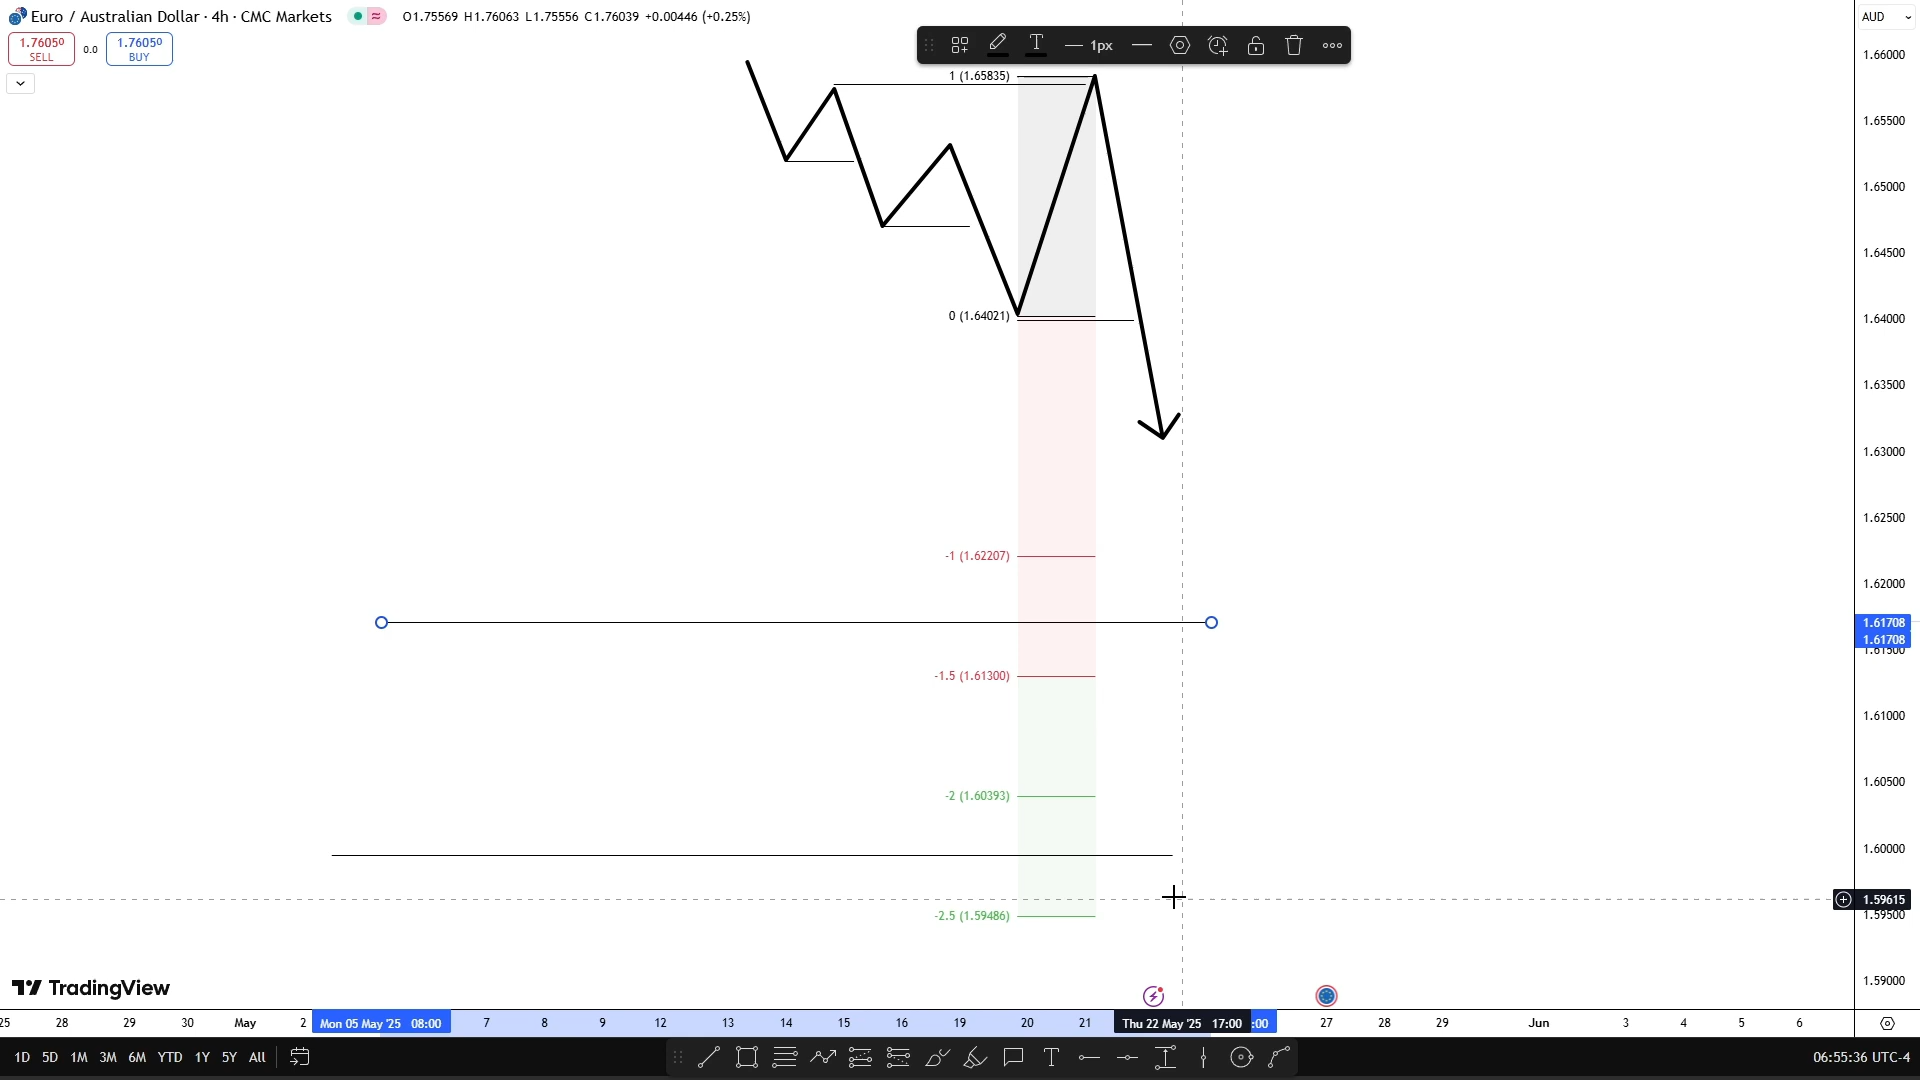 Euro / Australian Dollar · 4h · CMC Markets
O1.75569 H1.76063 L1.75556 C1.76039 +0.00446 (+0.25%)
AUD
1.76050
SELL
0.0
1.76050
BUY
1px
1.66000
1 (1.65835)
1.65500
1.65000
1.64500
0 (1.64021)
1.64000
1.63500
1.63000
1.62500
-1 (1.62207)
1.62000
1.61708
1.61708
1.61500
-1.5 (1.61300)
1.61000
1.60500
-2 (1.60393)
1.60000
1.59615
-2.5 (1.59486)
1.59500
TradingView
1.59000
25 28 29 30 May 2 Mon 05 May '25 08:00 7 8 9 12 13 14 15 16 19 20 21 Thu 22 May '25 17:00 :00 27 28 29 Jun 3 4 5 6
1D 5D 1M 3M 6M YTD 1Y 5Y All
T
06:55:36 UTC-4